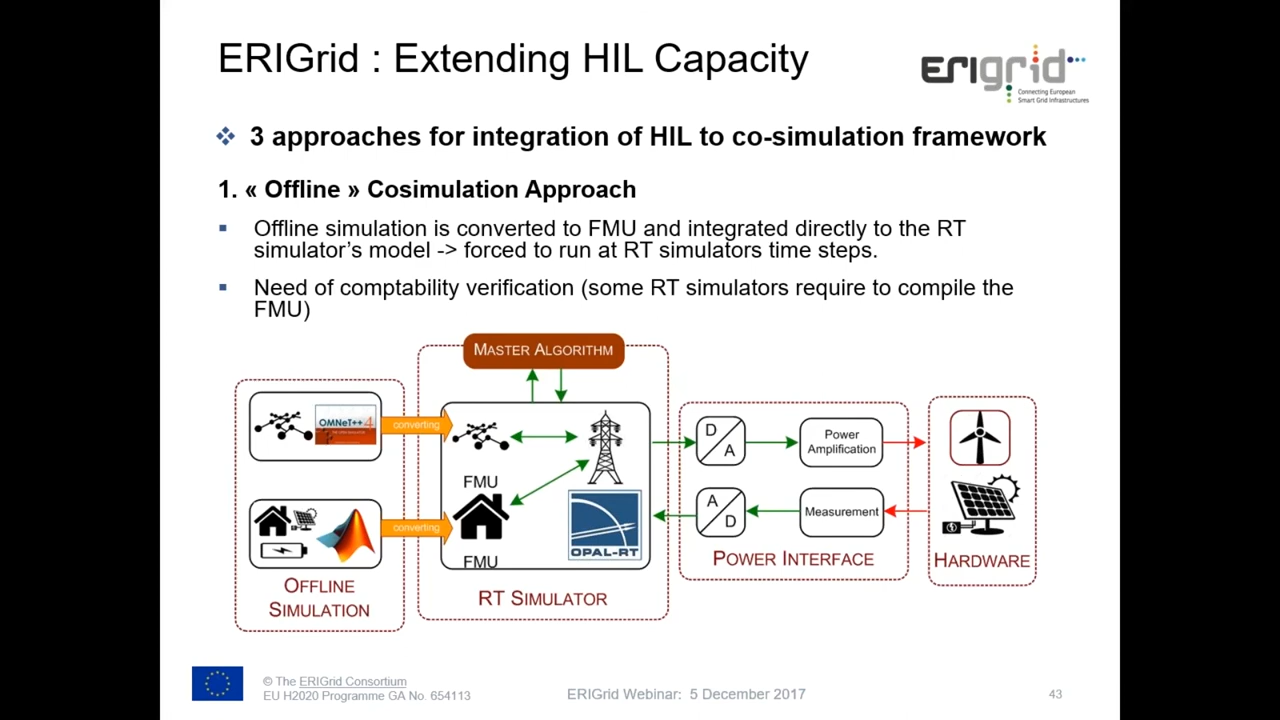 ERIGrid : Extending HIL Capacity
ERIgrid
Connecting European
Smart Grid Infrastructures
3 approaches for integration of HIL to co-simulation framework
1. « Offline » Cosimulation Approach
Offline simulation is converted to FMU and integrated directly to the RT
simulator's model -> forced to run at RT simulators time steps.
Need of comptability verification (some RT simulators require to compile the
FMU)
MASTER ALGORITHM
OMNeT++ 4
converting
D
A
Power
Amplification
FMU
converting
A
D
Measurement
OPAL-RT
FMU
POWER INTERFACE
HARDWARE
OFFLINE
SIMULATION
RT SIMULATOR
© The ERIGrid Consortium
EU H2020 Programme GA No. 654113
ERIGrid Webinar: 5 December 2017
43